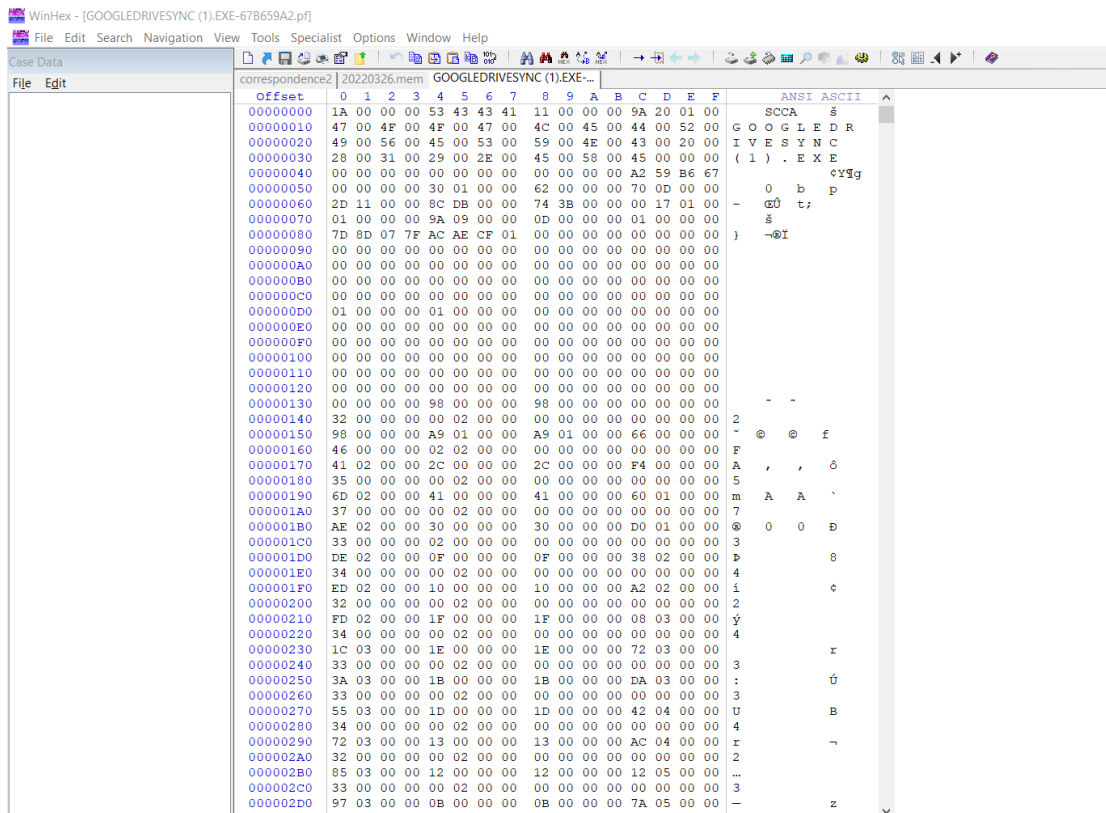 WinHex - [GOOGLEDRIVESYNC (1).EXE-67B659A2.pf]
File Edit Search Navigation View Tools Specialist Options Window Help
Case Data
File Edit
correspondence2 20220326.mem GOOGLEDRIVESYNC (1).EXE-...
Offset 0 1 2 3 4 5 6 7 8 9 A B C D E F ANSI ASCII
00000000 1A 00 00 00 53 43 43 41 11 00 00 00 9A 20 01 00 SCCA š
00000010 47 00 4F 00 4F 00 47 00 4C 00 45 00 44 00 52 00 G O O G L E D R
00000020 49 00 56 00 45 00 53 00 59 00 4E 00 43 00 20 00 I V E S Y N C
00000030 28 00 31 00 29 00 2E 00 45 00 58 00 45 00 00 00 ( 1 ) . E X E
00000040 00 00 00 00 00 00 00 00 00 00 00 00 A2 59 B6 67 ¢Y¶g
00000050 00 00 00 00 30 01 00 00 62 00 00 00 70 0D 00 00 0 b p
00000060 2D 11 00 00 8C DB 00 00 74 3B 00 00 00 17 01 00 - ŒÛ t;
00000070 01 00 00 00 9A 09 00 00 0D 00 00 00 01 00 00 00 š
00000080 7D 8D 07 7F AC AE CF 01 00 00 00 00 00 00 00 00 } ¬®Ï
00000090 00 00 00 00 00 00 00 00 00 00 00 00 00 00 00 00
000000A0 00 00 00 00 00 00 00 00 00 00 00 00 00 00 00 00
000000B0 00 00 00 00 00 00 00 00 00 00 00 00 00 00 00 00
000000C0 00 00 00 00 00 00 00 00 00 00 00 00 00 00 00 00
000000D0 01 00 00 00 01 00 00 00 00 00 00 00 00 00 00 00
000000E0 00 00 00 00 00 00 00 00 00 00 00 00 00 00 00 00
000000F0 00 00 00 00 00 00 00 00 00 00 00 00 00 00 00 00
00000100 00 00 00 00 00 00 00 00 00 00 00 00 00 00 00 00
00000110 00 00 00 00 00 00 00 00 00 00 00 00 00 00 00 00
00000120 00 00 00 00 00 00 00 00 00 00 00 00 00 00 00 00
00000130 00 00 00 00 98 00 00 00 98 00 00 00 00 00 00 00 ˜ ˜
00000140 32 00 00 00 00 02 00 00 00 00 00 00 00 00 00 00 2
00000150 98 00 00 00 A9 01 00 00 A9 01 00 00 66 00 00 00 ˜ © © f
00000160 46 00 00 00 02 02 00 00 00 00 00 00 00 00 00 00 F
00000170 41 02 00 00 2C 00 00 00 2C 00 00 00 F4 00 00 00 A , , ô
00000180 35 00 00 00 00 02 00 00 00 00 00 00 00 00 00 00 5
00000190 6D 02 00 00 41 00 00 00 41 00 00 00 60 01 00 00 m A A `
000001A0 37 00 00 00 00 02 00 00 00 00 00 00 00 00 00 00 7
000001B0 AE 02 00 00 30 00 00 00 30 00 00 00 D0 01 00 00 ® 0 0 Ð
000001C0 33 00 00 00 02 00 00 00 00 00 00 00 00 00 00 00 3
000001D0 DE 02 00 00 0F 00 00 00 0F 00 00 00 38 02 00 00 Þ 8
000001E0 34 00 00 00 00 02 00 00 00 00 00 00 00 00 00 00 4
000001F0 ED 02 00 00 10 00 00 00 10 00 00 00 A2 02 00 00 í ¢
00000200 32 00 00 00 00 02 00 00 00 00 00 00 00 00 00 00 2
00000210 FD 02 00 00 1F 00 00 00 1F 00 00 00 08 03 00 00 ý
00000220 34 00 00 00 00 02 00 00 00 00 00 00 00 00 00 00 4
00000230 1C 03 00 00 1E 00 00 00 1E 00 00 00 72 03 00 00 r
00000240 33 00 00 00 00 02 00 00 00 00 00 00 00 00 00 00 3
00000250 3A 03 00 00 1B 00 00 00 1B 00 00 00 DA 03 00 00 : Ú
00000260 33 00 00 00 00 02 00 00 00 00 00 00 00 00 00 00 3
00000270 55 03 00 00 1D 00 00 00 1D 00 00 00 42 04 00 00 U B
00000280 34 00 00 00 00 02 00 00 00 00 00 00 00 00 00 00 4
00000290 72 03 00 00 13 00 00 00 13 00 00 00 AC 04 00 00 r ¬
000002A0 32 00 00 00 00 02 00 00 00 00 00 00 00 00 00 00 2
000002B0 85 03 00 00 12 00 00 00 12 00 00 00 12 05 00 00 …
000002C0 33 00 00 00 00 02 00 00 00 00 00 00 00 00 00 00 3
000002D0 97 03 00 00 0B 00 00 00 0B 00 00 00 7A 05 00 00 — z